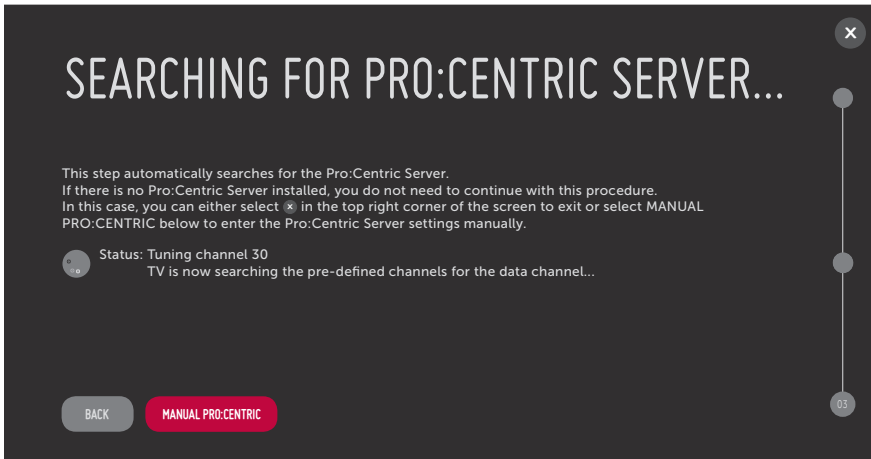 X
SEARCHING FOR PRO:CENTRIC SERVER...
This step automatically searches for the Pro:Centric Server.
If there is no Pro:Centric Server installed, you do not need to continue with this procedure.
In this case, you can either select x in the top right corner of the screen to exit or select MANUAL
PRO:CENTRIC below to enter the Pro:Centric Server settings manually.
Status: Tuning channel 30
TV is now searching the pre-defined channels for the data channel...
03
BACK
MANUAL PRO:CENTRIC